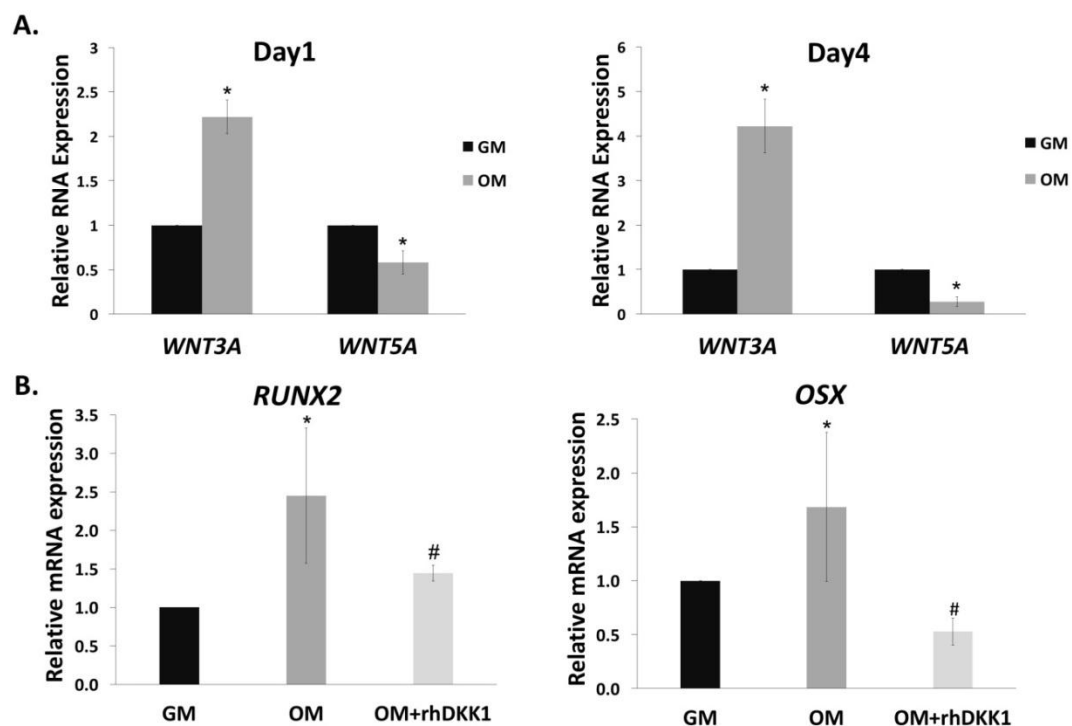 A.
Day1
Relative RNA Expression
3
2.5
2
1.5
1
0.5
0
*
*
WNT3A WNT5A
GM
OM
Day4
Relative RNA Expression
6
5
4
3
2
1
0
*
*
WNT3A WNT5A
GM
OM
B.
RUNX2
Relative mRNA expression
3.5
3.0
2.5
2.0
1.5
1.0
0.5
0.0
*
#
GM OM OM+rhDKK1
OSX
Relative mRNA expression
2.5
2.0
1.5
1.0
0.5
0.0
*
#
GM OM OM+rhDKK1